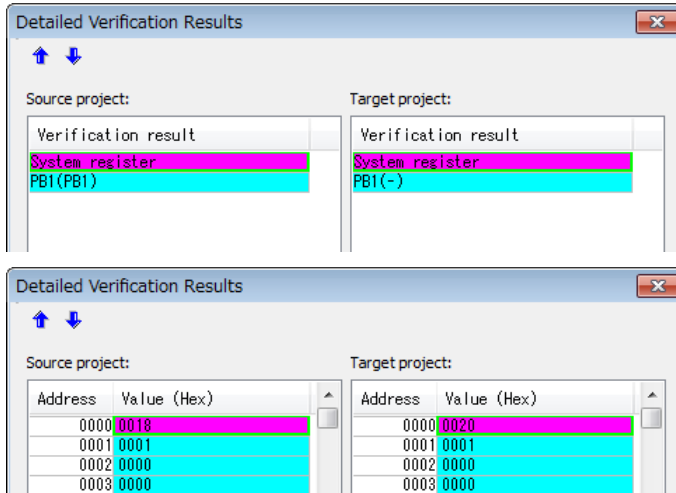 Detailed Verification Results
Source project:
Target project:
Verification result
Verification result
System register
System register
PB1(PB1)
PB1(-)
Detailed Verification Results
Source project:
Target project:
Address Value (Hex)
Address Value (Hex)
0000 0018
0000 0020
0001 0001
0001 0001
0002 0000
0002 0000
0003 0000
0003 0000